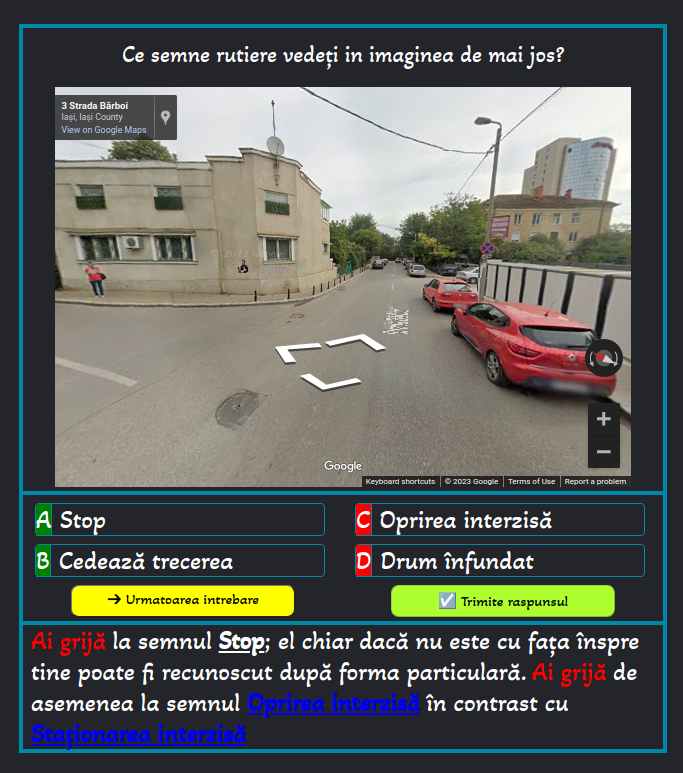 Ce semne rutiere vedeți in imaginea de mai jos?
3 Strada Bărboi
Iași, Iași County
View on Google Maps
Google
Keyboard shortcuts
© 2023 Google
Terms of Use
Report a problem
A Stop
C Oprirea interzisă
B Cedează trecerea
D Drum înfundat
→ Urmatoarea intrebare
☑ Trimite raspunsul
Ai grijă la semnul Stop; el chiar dacă nu este cu fața înspre
tine poate fi recunoscut după forma particulară. Ai grijă de
asemenea la semnul Oprirea interzisă în contrast cu
Staționarea interzisă